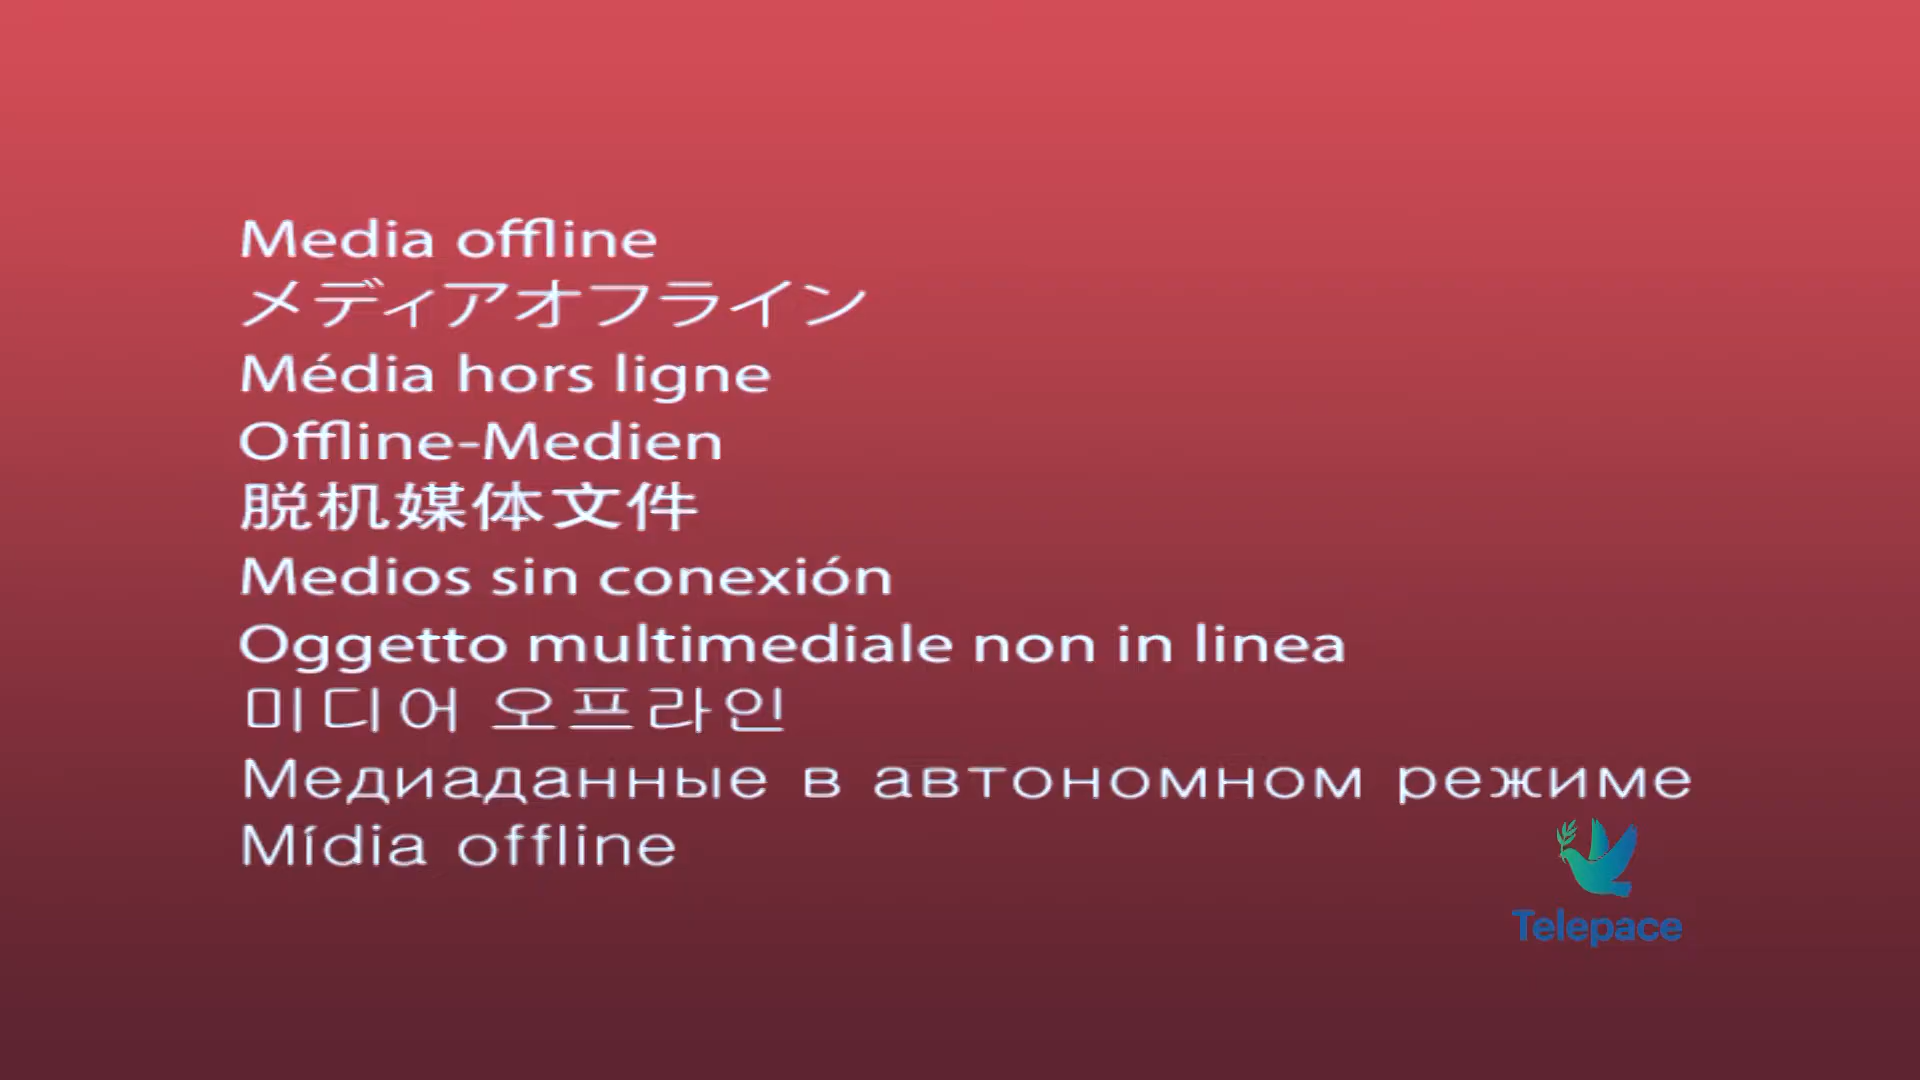 Media offline
メディアオフライン
Média hors ligne
Offline-Medien
脱机媒体文件
Medios sin conexión
Oggetto multimediale non in linea
미디어 오프라인
Медиаданные в автономном режиме
Mídia offline
Telepace